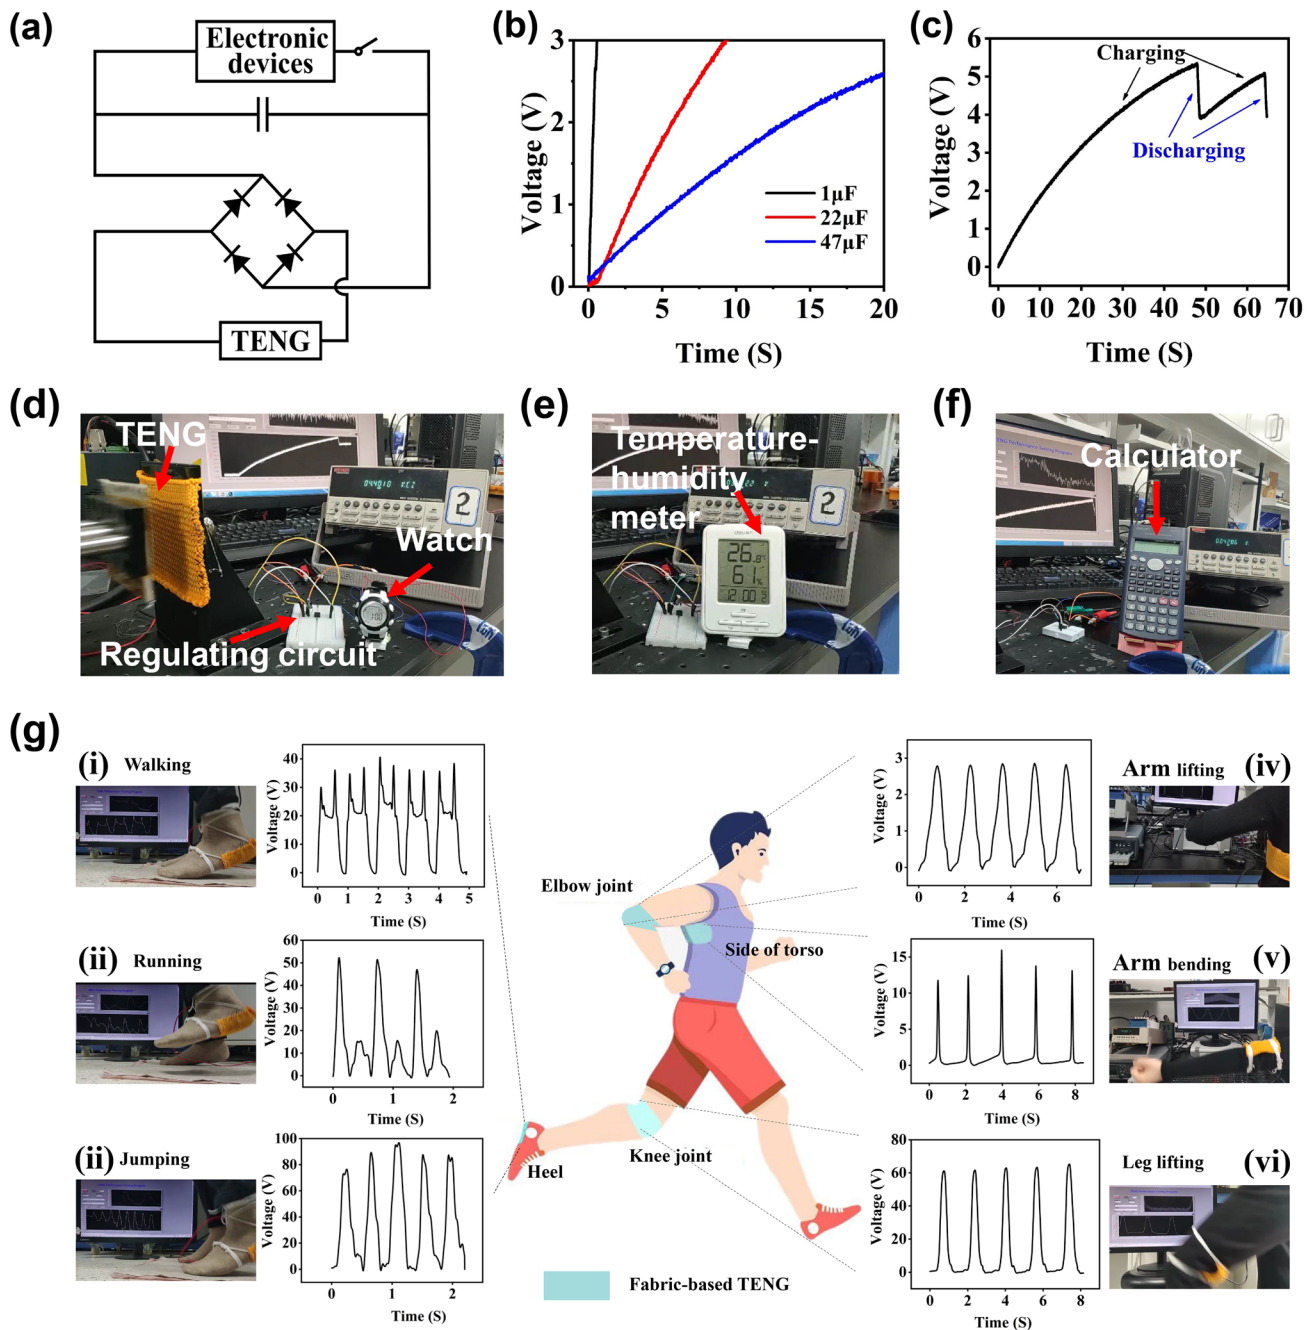 (a)
Electronic
devices
TENG
(b)
Voltage (V)
3
2
1
0
1μF
22μF
47μF
0 5 10 15 20
Time (S)
(c)
Voltage (V)
6
5
4
3
2
1
0
Charging
Discharging
0 10 20 30 40 50 60 70
Time (S)
(d)
TENG
2
Watch
Regulating circuit
(e)
Temperature-
humidity
meter
2
26.8
61%
(f)
Calculator
(g)
(i) Walking
Voltage (V)
40
30
20
10
0
0 1 2 3 4 5
Time (S)
(ii) Running
Voltage (V)
60
50
40
30
20
10
0
0 1 2
Time (S)
(ii) Jumping
Voltage (V)
100
80
60
40
20
0
0 1 2
Time (S)
Elbow joint
Side of torso
Knee joint
Heel
Fabric-based TENG
Arm lifting (iv)
Voltage (V)
3
2
1
0
0 2 4 6
Time (S)
Arm bending (v)
Voltage (V)
15
10
5
0
0 2 4 6 8
Time (S)
Leg lifting (vi)
Voltage (V)
80
60
40
20
0
0 2 4 6 8
Time (S)